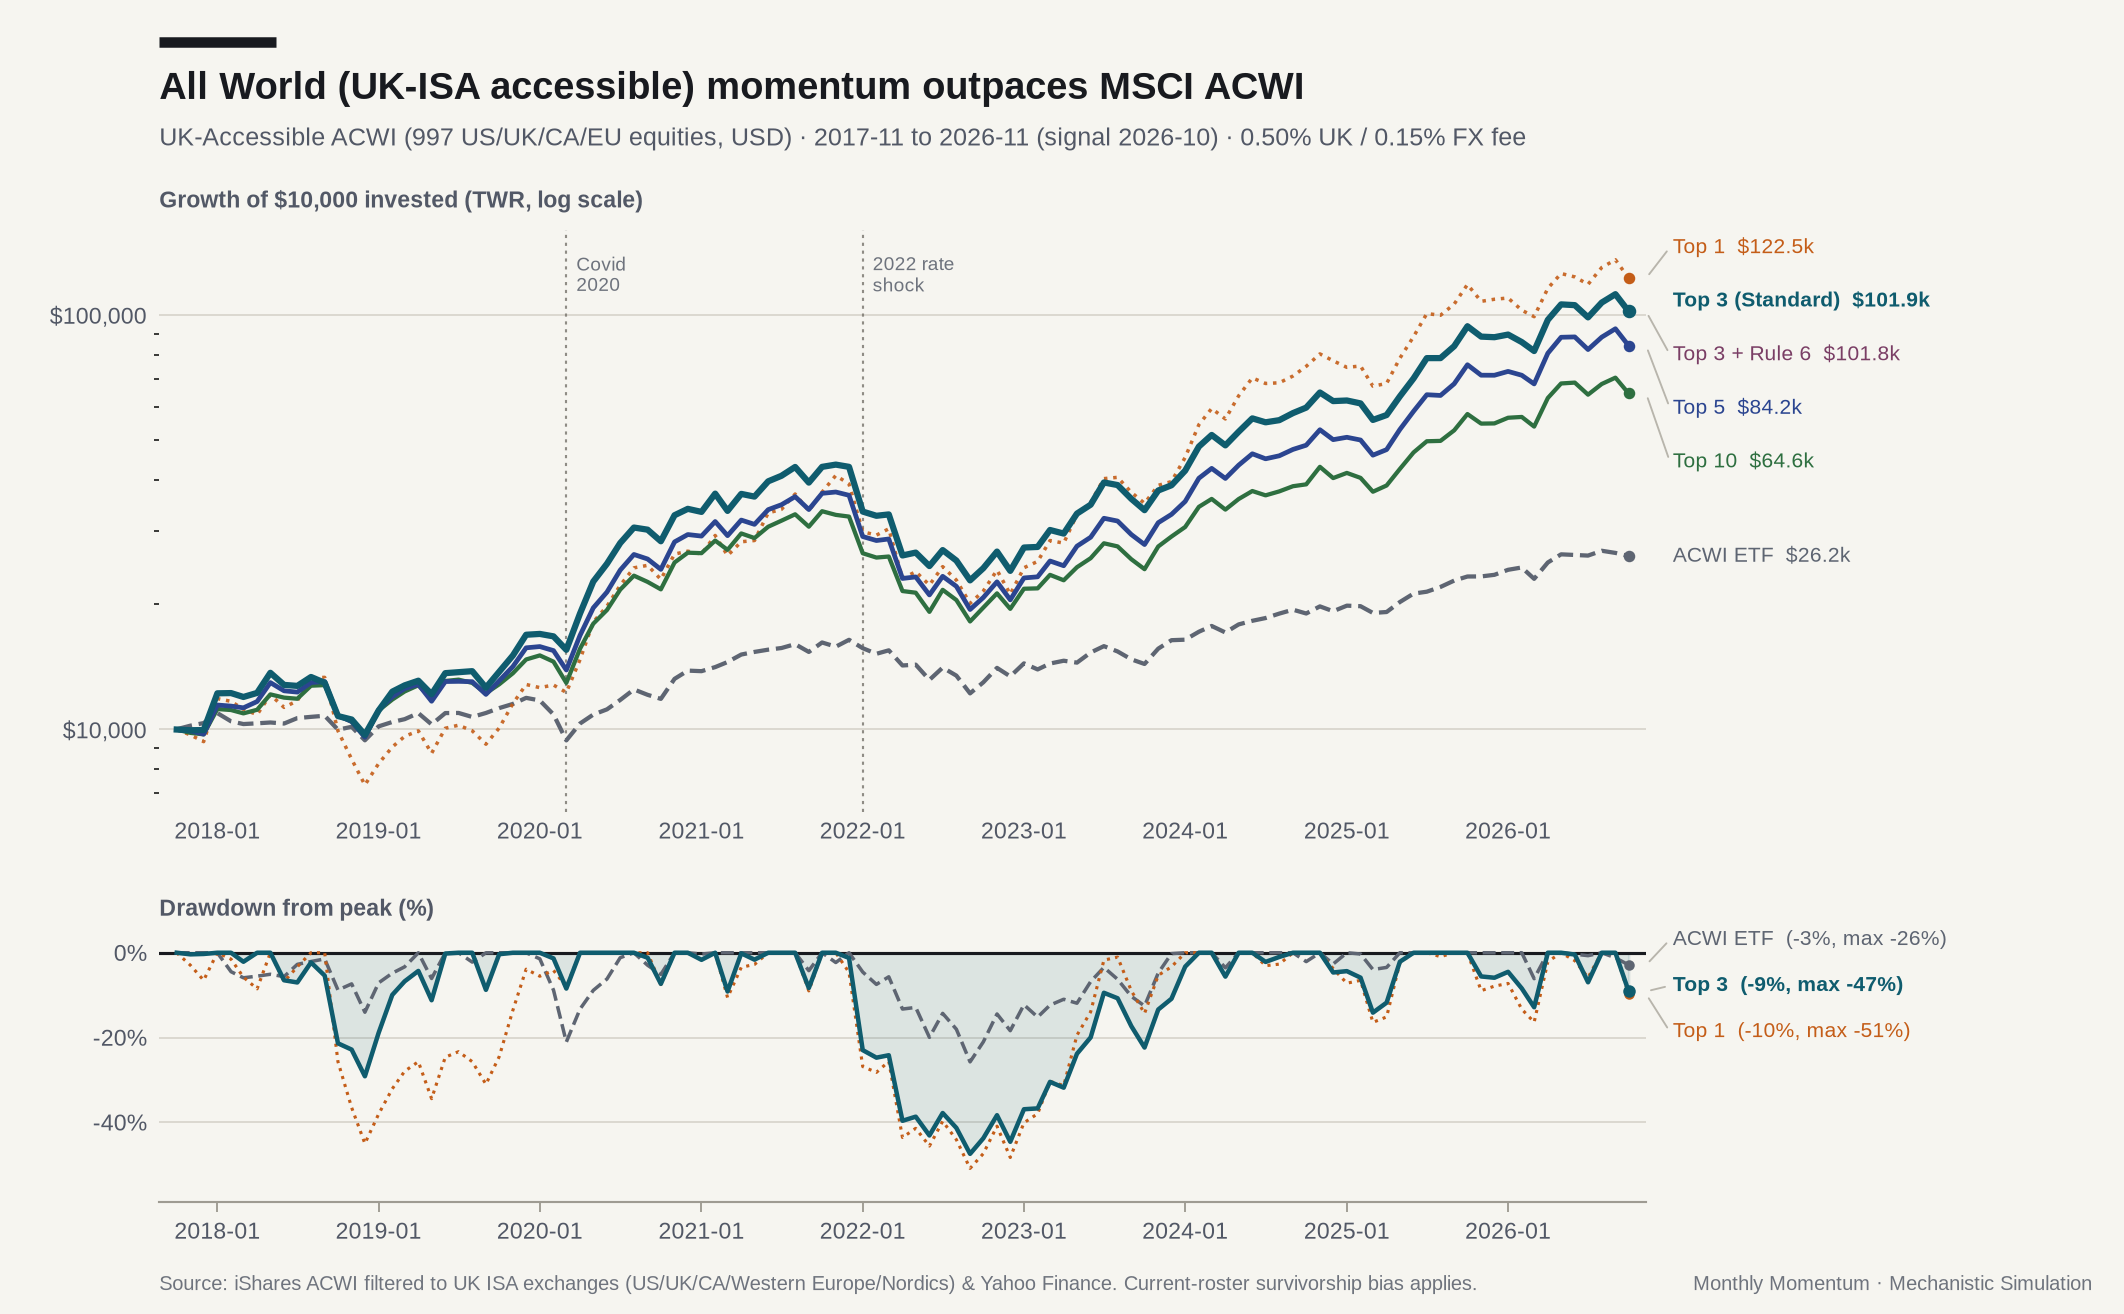 All World (UK-ISA accessible) momentum outpaces MSCI ACWI
UK-Accessible ACWI (997 US/UK/CA/EU equities, USD) · 2017-11 to 2026-11 (signal 2026-10) · 0.50% UK / 0.15% FX fee
Growth of $10,000 invested (TWR, log scale)
Covid
2020
2022 rate
shock
$100,000
$10,000
Top 1 $122.5k
Top 3 (Standard) $101.9k
Top 3 + Rule 6 $101.8k
Top 5 $84.2k
Top 10 $64.6k
ACWI ETF $26.2k
2018-01 2019-01 2020-01 2021-01 2022-01 2023-01 2024-01 2025-01 2026-01
Drawdown from peak (%)
0%
-20%
-40%
ACWI ETF (-3%, max -26%)
Top 3 (-9%, max -47%)
Top 1 (-10%, max -51%)
2018-01 2019-01 2020-01 2021-01 2022-01 2023-01 2024-01 2025-01 2026-01
Source: iShares ACWI filtered to UK ISA exchanges (US/UK/CA/Western Europe/Nordics) & Yahoo Finance. Current-roster survivorship bias applies.
Monthly Momentum · Mechanistic Simulation